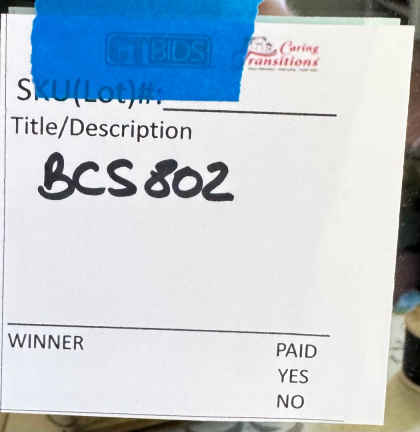 CTBIDS
Caring
Transitions
SKU(Lot)#:
Title/Description
BCS802
WINNER
PAID
YES
NO